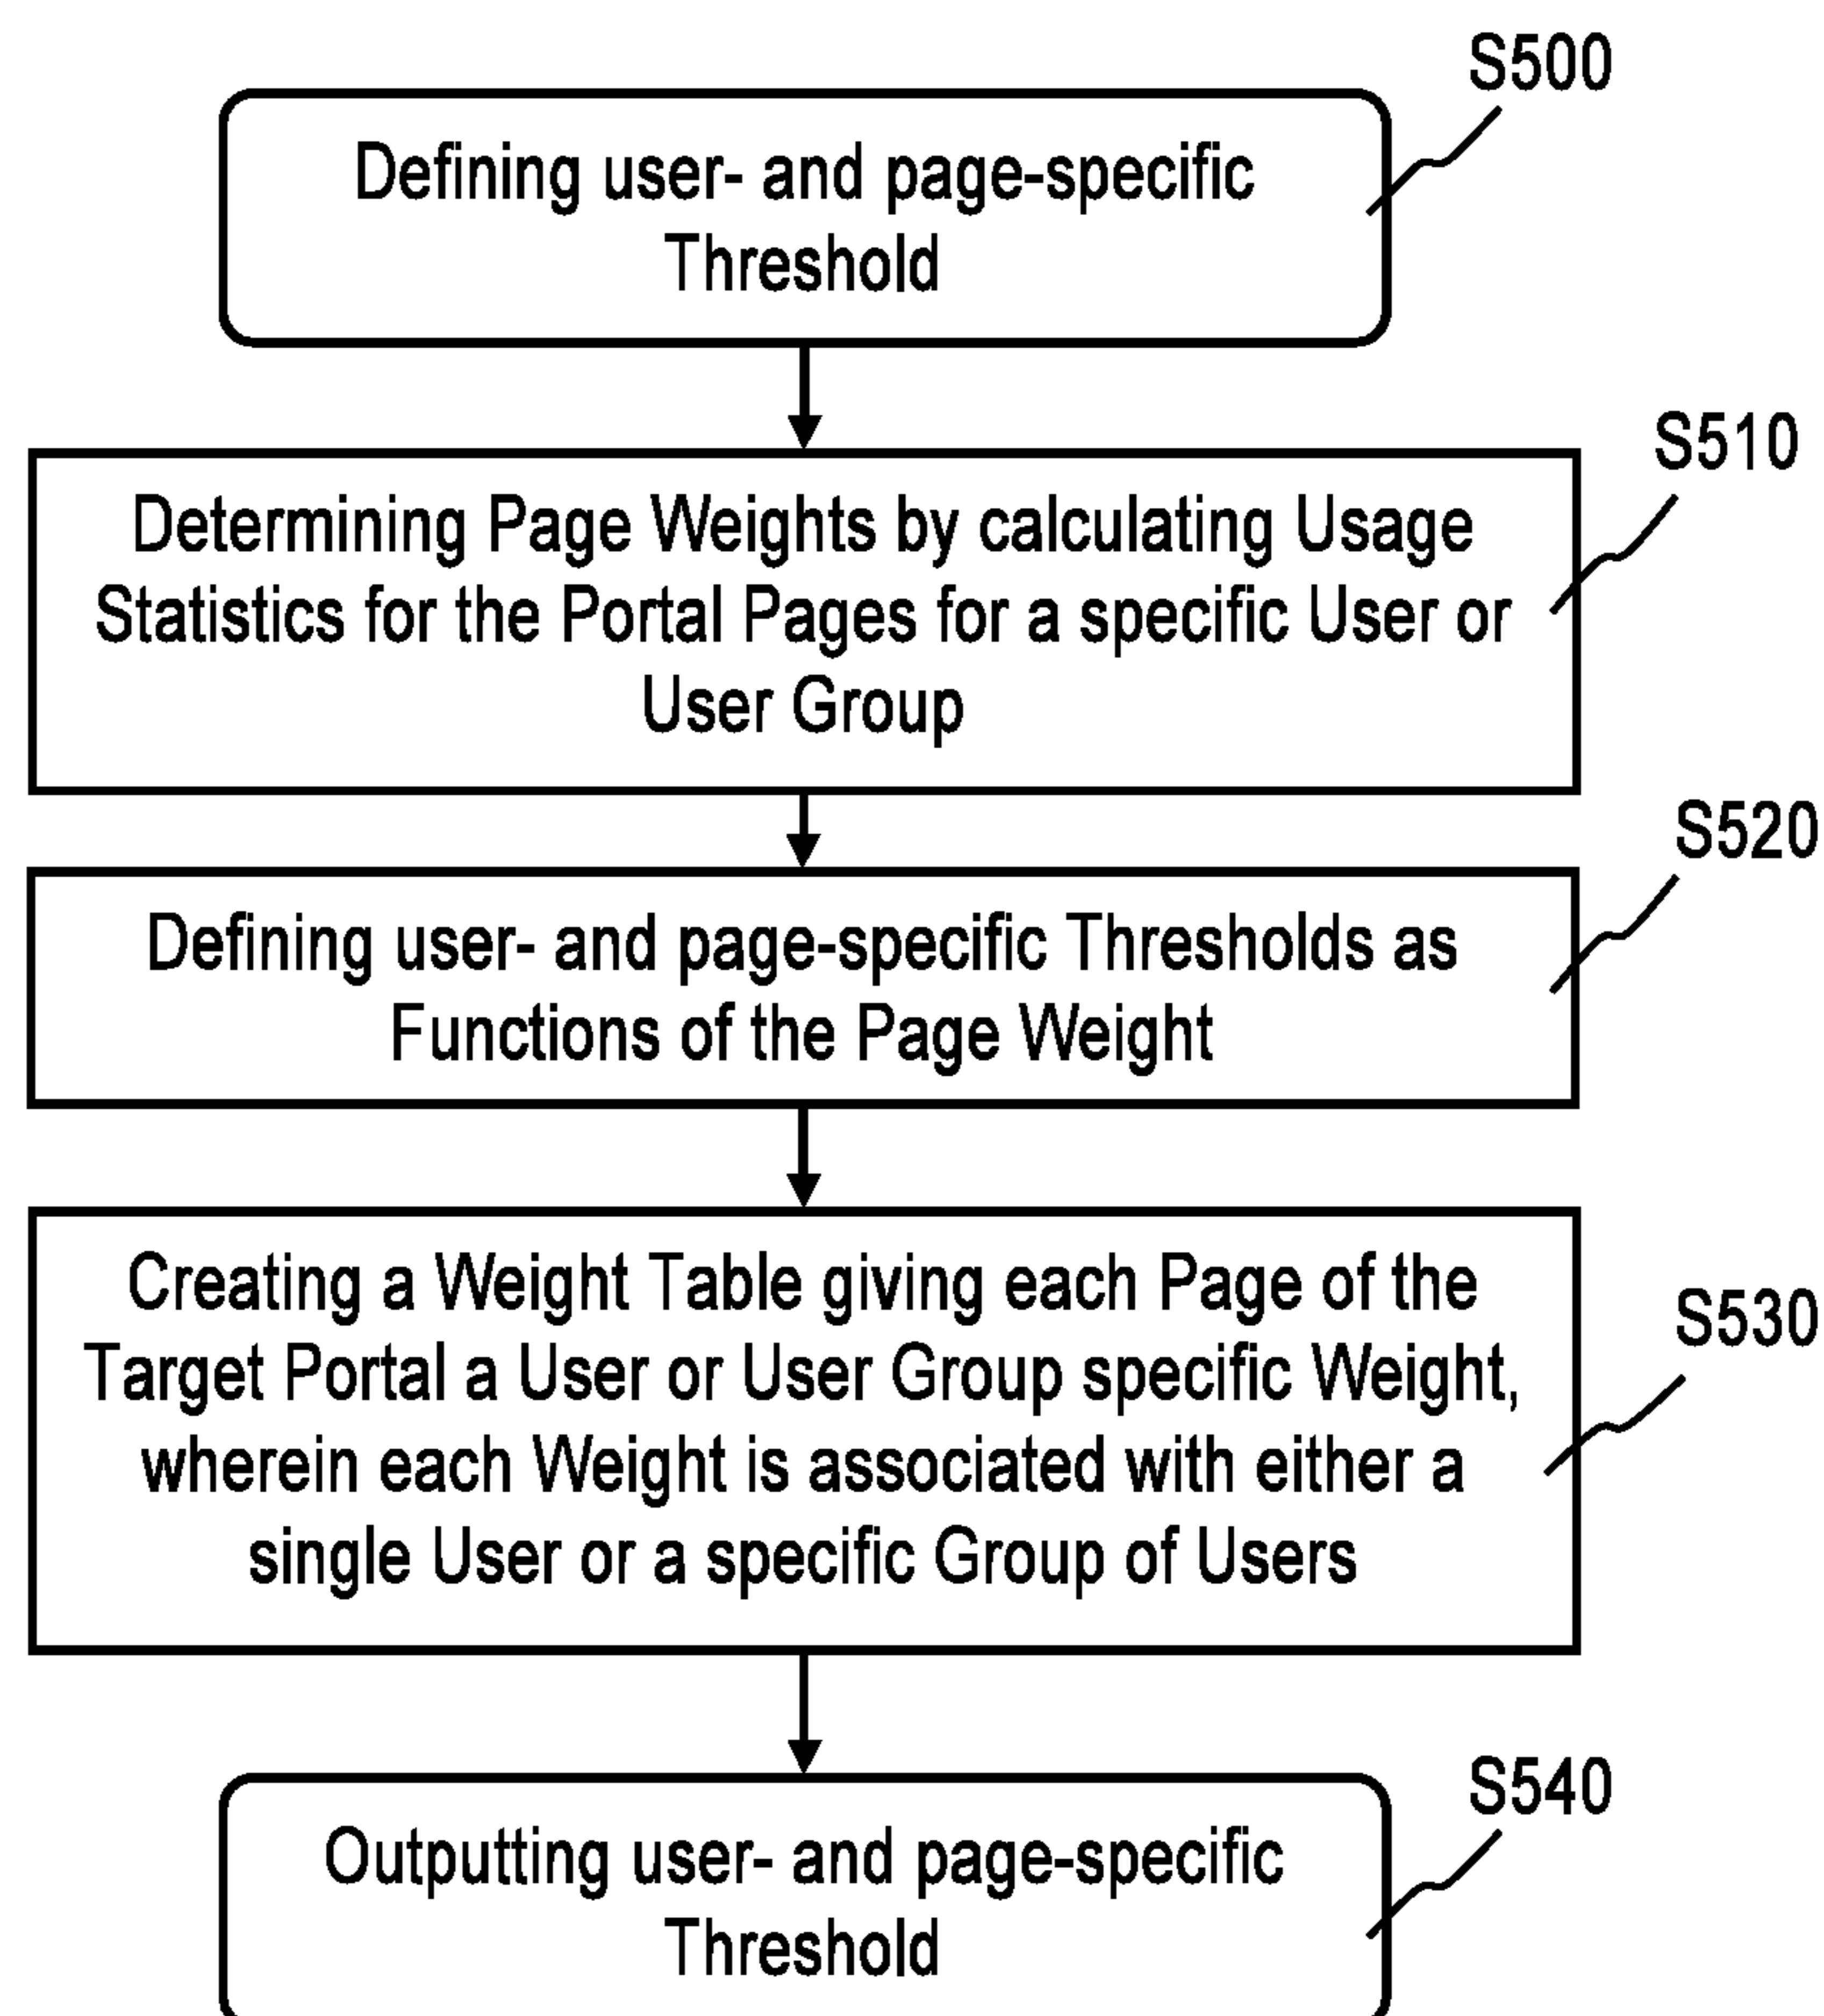 S500
Defining user- and page-specific
Threshold
S510
Determining Page Weights by calculating Usage
Statistics for the Portal Pages for a specific User or
User Group
S520
Defining user- and page-specific Thresholds as
Functions of the Page Weight
Creating a Weight Table giving each Page of the
S530
Target Portal a User or User Group specific Weight,
wherein each Weight is associated with either a
single User or a specific Group of Users
S540
Outputting user- and page-specific
Threshold